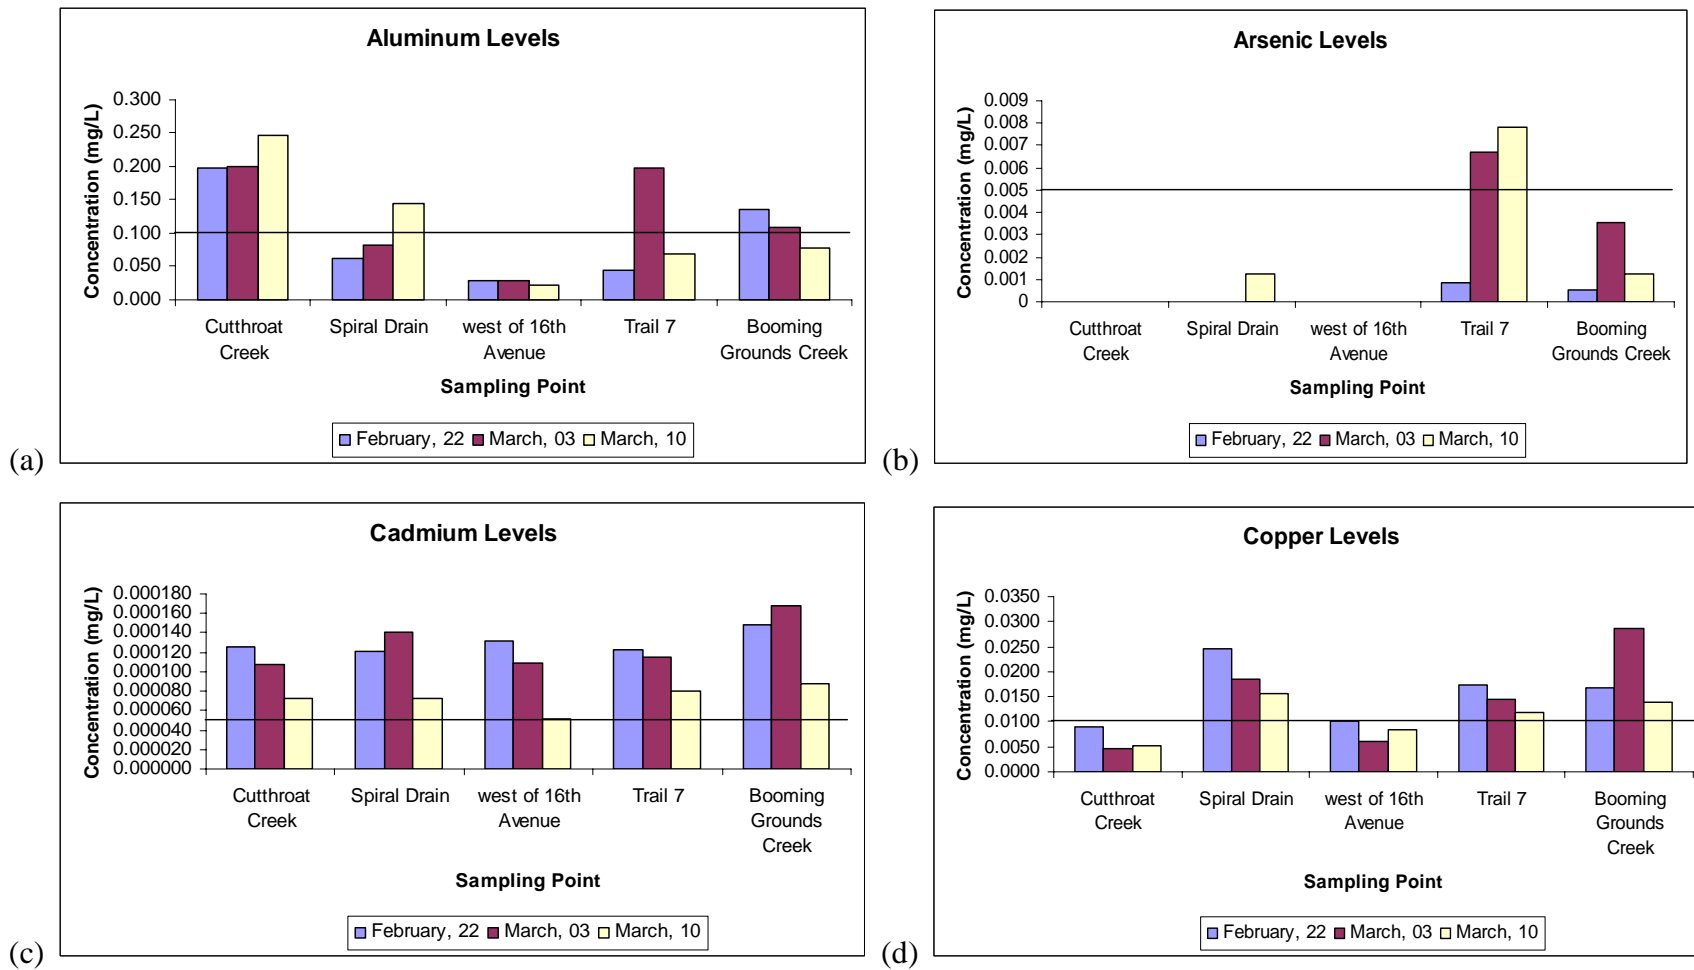 Aluminum Levels
Concentration (mg/L)
0.300
0.250
0.200
0.150
0.100
0.050
0.000
Cutthroat Spiral Drain west of 16th Trail 7 Booming
Creek Avenue Grounds Creek
Sampling Point
February, 22 March, 03 March, 10
(a)
Arsenic Levels
Concentration (mg/L)
0.009
0.008
0.007
0.006
0.005
0.004
0.003
0.002
0.001
0
Cutthroat Spiral Drain west of 16th Trail 7 Booming
Creek Avenue Grounds Creek
Sampling Point
February, 22 March, 03 March, 10
(b)
Cadmium Levels
Concentration (mg/L)
0.000180
0.000160
0.000140
0.000120
0.000100
0.000080
0.000060
0.000040
0.000020
0.000000
Cutthroat Spiral Drain west of 16th Trail 7 Booming
Creek Avenue Grounds
Creek
Sampling Point
February, 22 March, 03 March, 10
(c)
Copper Levels
Concentration (mg/L)
0.0350
0.0300
0.0250
0.0200
0.0150
0.0100
0.0050
0.0000
Cutthroat Spiral Drain west of 16th Trail 7 Booming
Creek Avenue Grounds
Creek
Sampling Point
February, 22 March, 03 March, 10
(d)